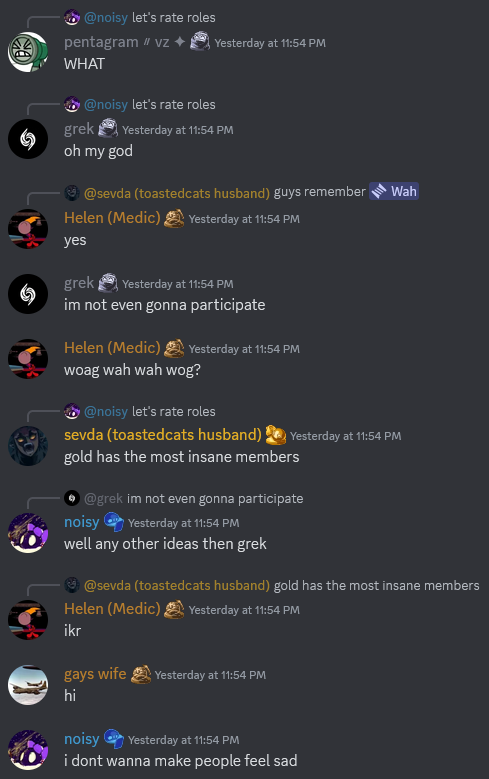 @noisy let's rate roles
pentagram〃vz ✦ Yesterday at 11:54 PM
WHAT
@noisy let's rate roles
grek Yesterday at 11:54 PM
oh my god
@sevda (toastedcats husband) guys remember Wah
Helen (Medic) Yesterday at 11:54 PM
yes
grek Yesterday at 11:54 PM
im not even gonna participate
Helen (Medic) Yesterday at 11:54 PM
woag wah wah wog?
@noisy let's rate roles
sevda (toastedcats husband) Yesterday at 11:54 PM
gold has the most insane members
@grek im not even gonna participate
noisy Yesterday at 11:54 PM
well any other ideas then grek
@sevda (toastedcats husband) gold has the most insane members
Helen (Medic) Yesterday at 11:54 PM
ikr
gays wife Yesterday at 11:54 PM
hi
noisy Yesterday at 11:54 PM
i dont wanna make people feel sad